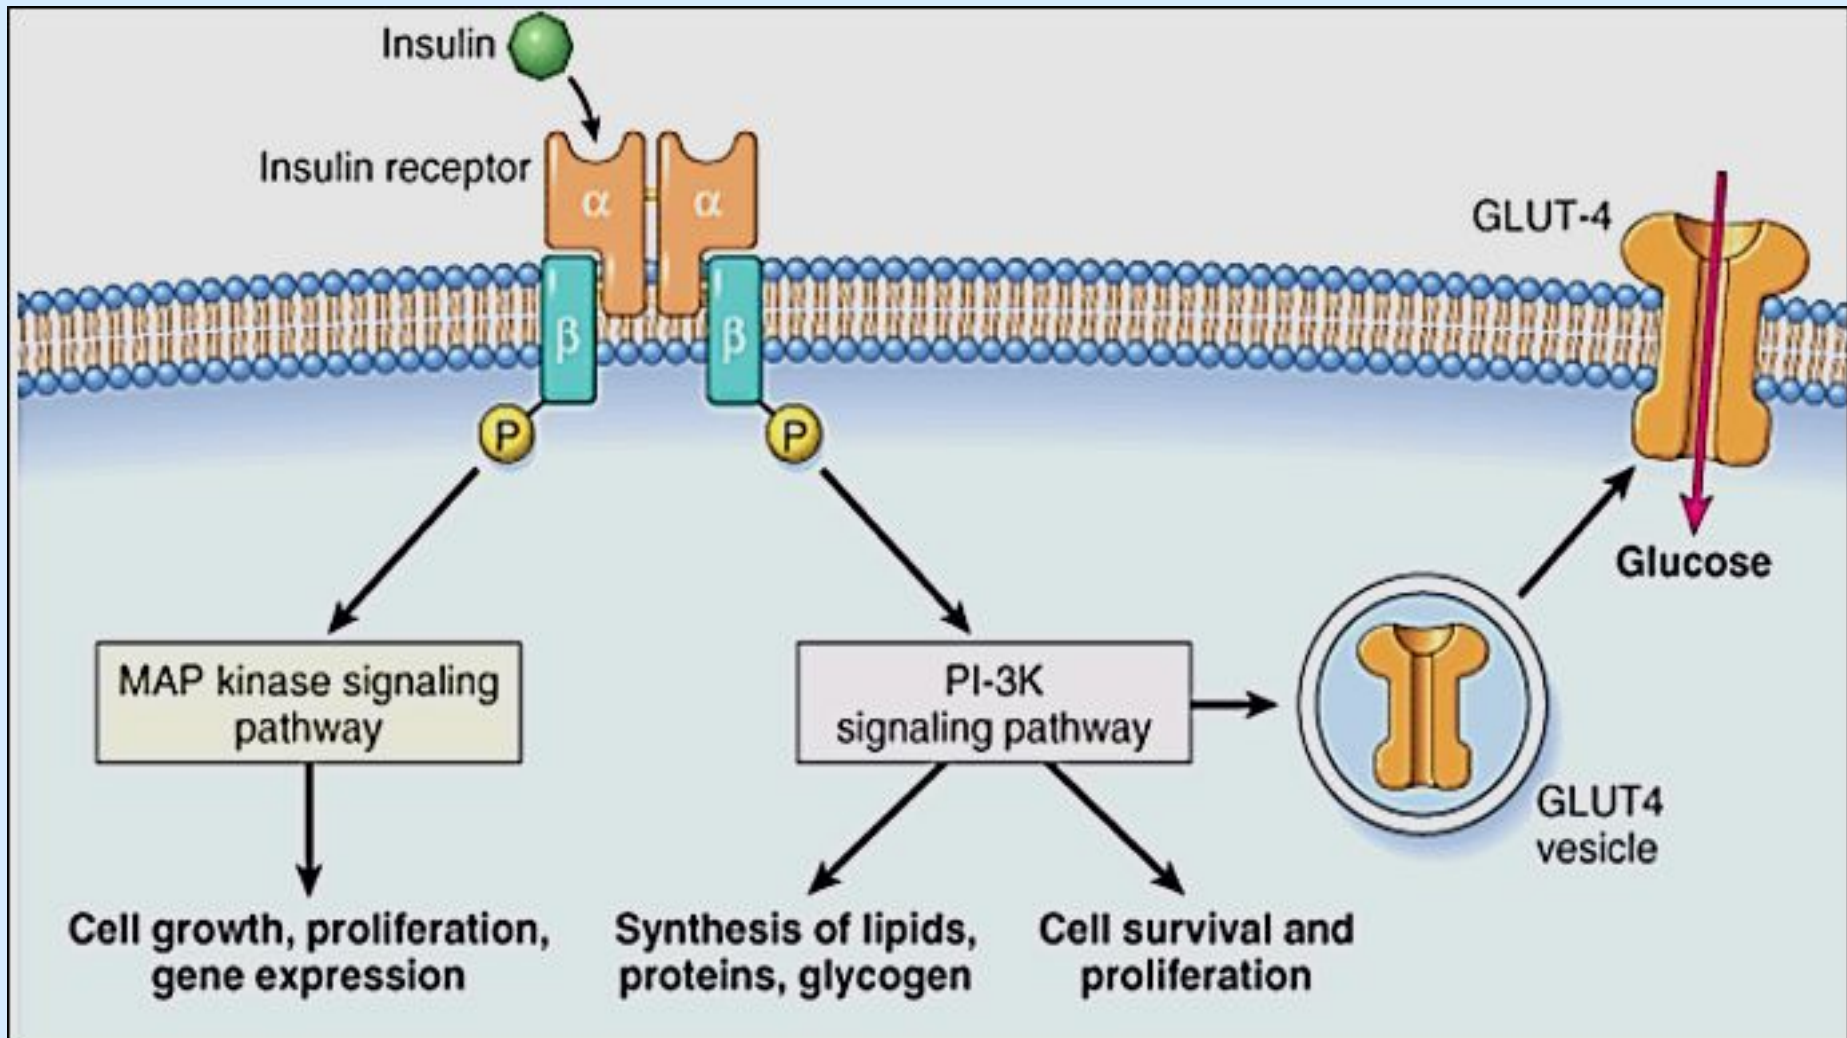 Insulin
Insulin receptor
α
α
β
β
P
P
GLUT-4
Glucose
MAP kinase signaling
pathway
PI-3K
signaling pathway
GLUT4
vesicle
Cell growth, proliferation,
gene expression
Synthesis of lipids,
proteins, glycogen
Cell survival and
proliferation